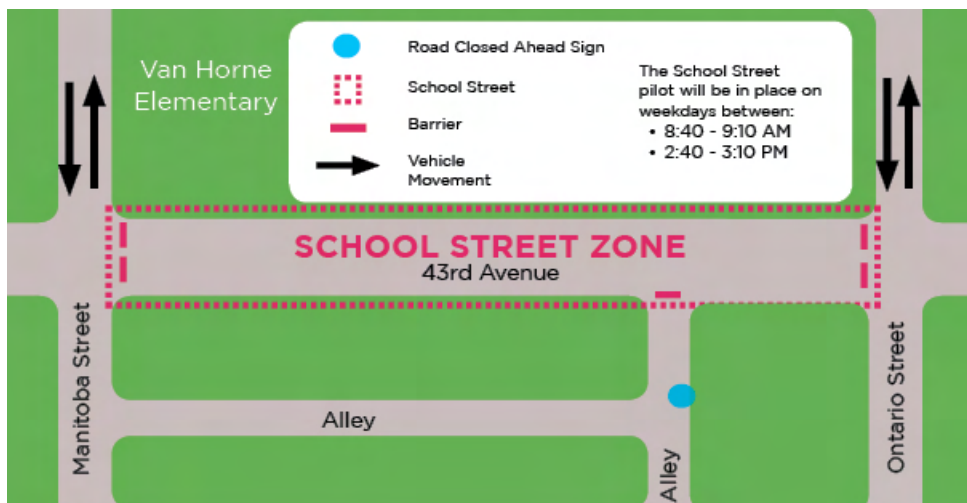 Van Horne
Elementary
Road Closed Ahead Sign
School Street
Barrier
Vehicle
Movement
The School Street
pilot will be in place on
weekdays between:
• 8:40 - 9:10 AM
• 2:40 - 3:10 PM
SCHOOL STREET ZONE
43rd Avenue
Manitoba Street
Alley
Alley
Ontario Street